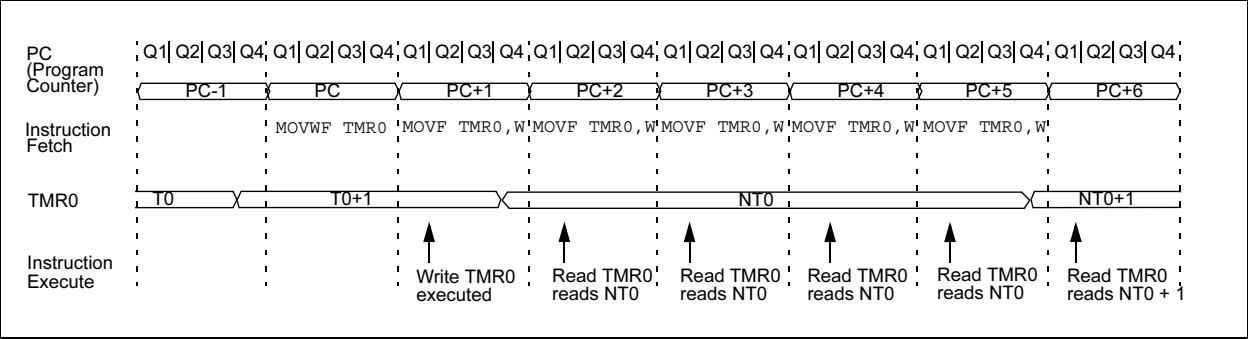 PC
(Program
Counter)
Q1 Q2 Q3 Q4 Q1 Q2 Q3 Q4 Q1 Q2 Q3 Q4 Q1 Q2 Q3 Q4 Q1 Q2 Q3 Q4 Q1 Q2 Q3 Q4 Q1 Q2 Q3 Q4 Q1 Q2 Q3 Q4
PC-1 PC PC+1 PC+2 PC+3 PC+4 PC+5 PC+6
Instruction
Fetch
MOVWF TMR0 MOVF TMR0,W MOVF TMR0,W MOVF TMR0,W MOVF TMR0,W MOVF TMR0,W
TMR0
T0 T0+1 NT0 NT0+1
Instruction
Execute
Write TMR0
executed
Read TMR0
reads NT0
Read TMR0
reads NT0
Read TMR0
reads NT0
Read TMR0
reads NT0
Read TMR0
reads NT0 + 1